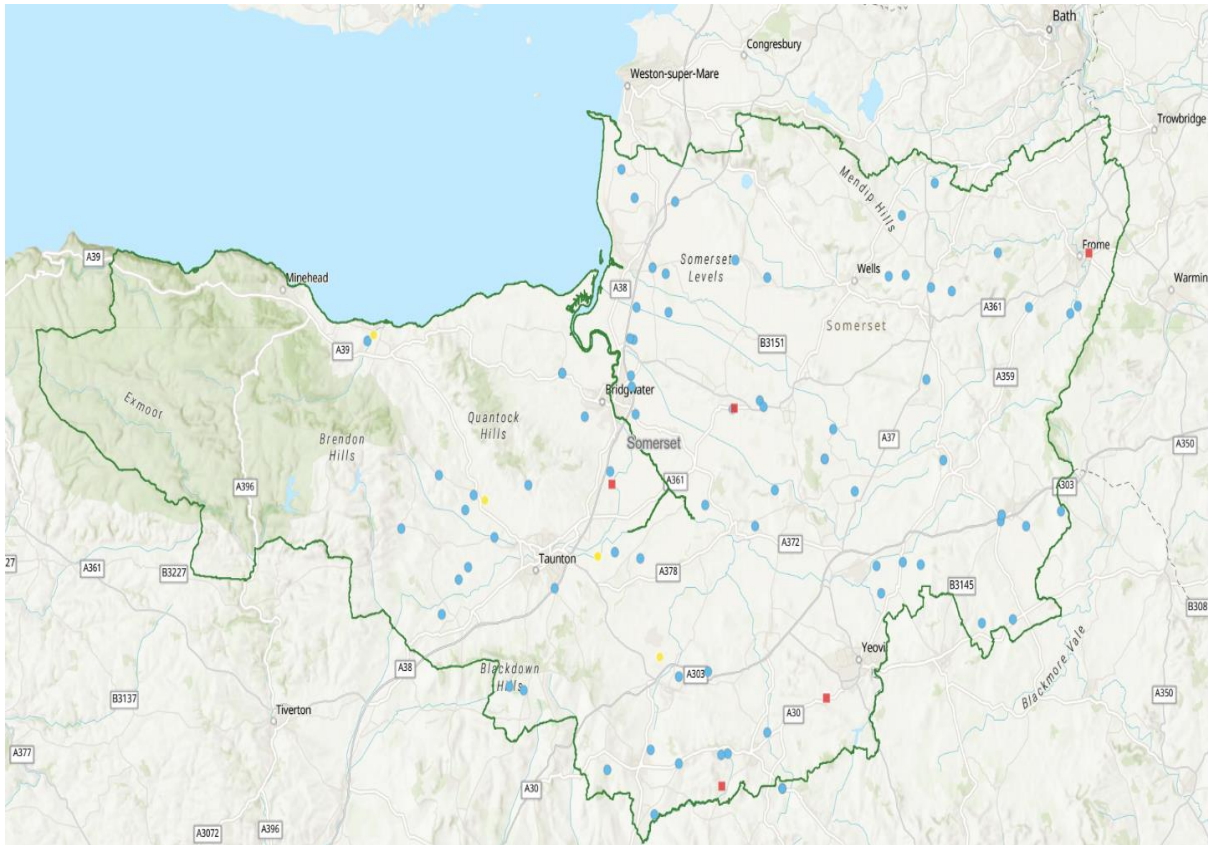 Bath
Congresbury
Weston-super-Mare
Trowbridge
Mendip Hills
A39
Minehead
Somerset
Levels
Wells
Frome
Warmin
A38
A361
Somerset
A39
B3151
A359
Exmoor
Quantock
Hills
Bridgwater
Brendon
Hills
Somerset
A37
A350
A396
A361
A303
A372
27
A361
B3227
Taunton
A378
B3145
B308
Yeovi
A38
Blackdown
Hills
A303
Blackmore Vale
B3137
Tiverton
A30
A350
A377
A30
A3072
A396